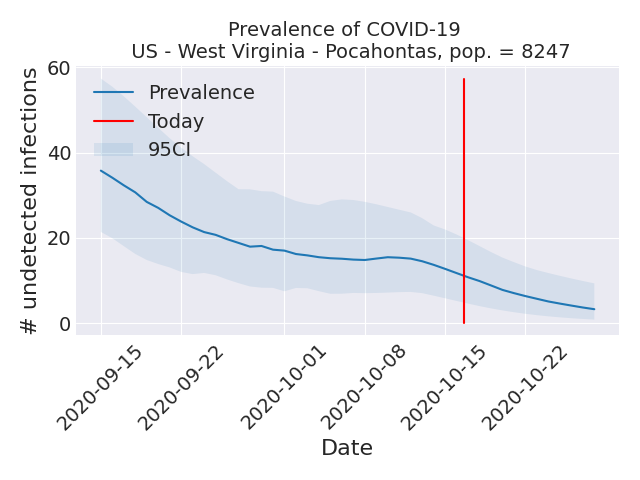 Prevalence of COVID-19
US - West Virginia - Pocahontas, pop. = 8247
# undetected infections
60
40
20
0
Prevalence
Today
95CI
2020-09-15
2020-09-22
2020-10-01
2020-10-08
2020-10-15
2020-10-22
Date